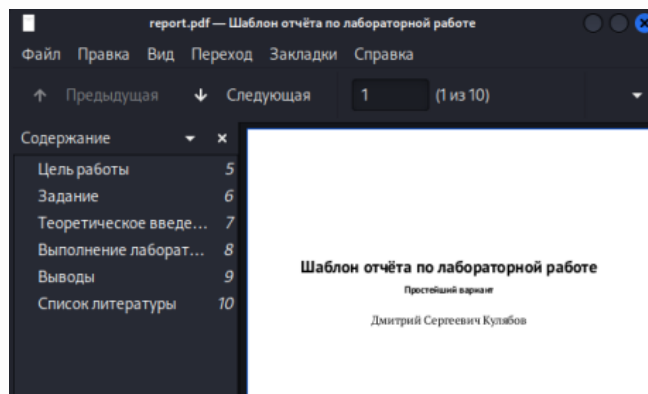 report.pdf — Шаблон отчёта по лабораторной работе
Файл Правка Вид Переход Закладки Справка
Предыдущая Следующая 1 (1 из 10)
Содержание
Цель работы 5
Задание 6
Теоретическое введе... 7
Выполнение лаборат... 8
Выводы 9
Список литературы 10
Шаблон отчёта по лабораторной работе
Простейший вариант
Дмитрий Сергеевич Кулябов